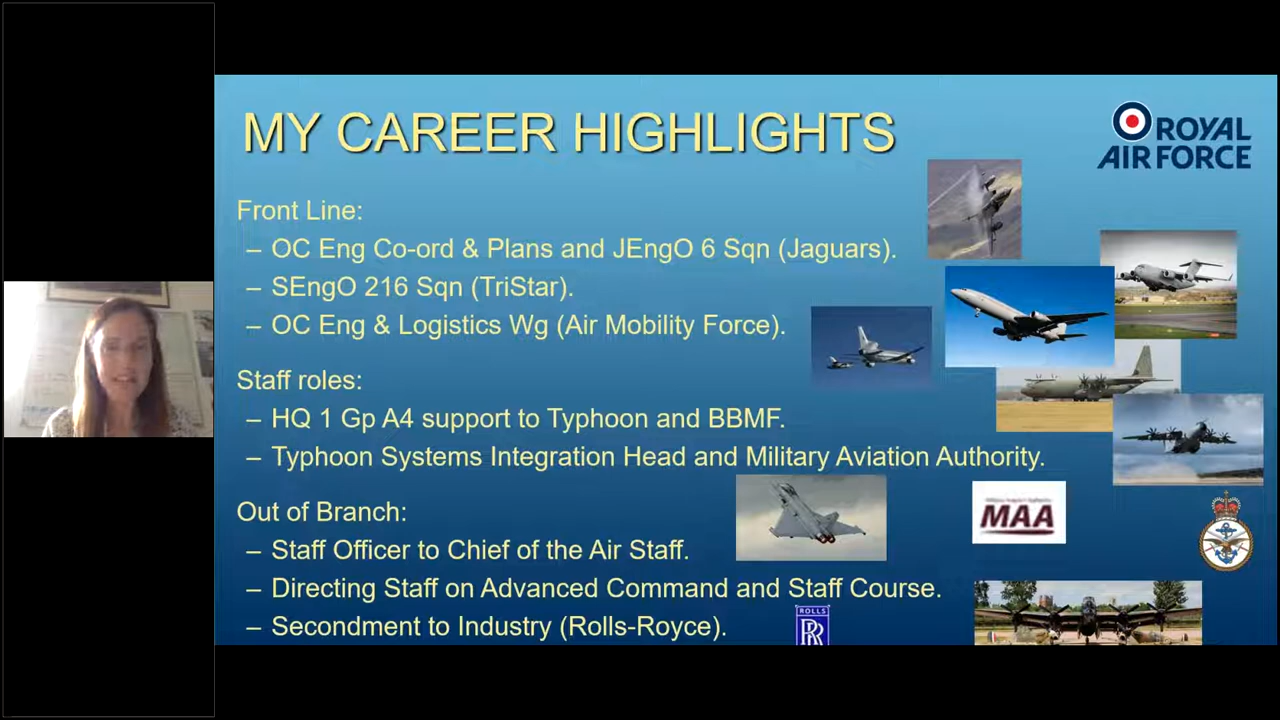 MY CAREER HIGHLIGHTS
ROYAL
AIR FORCE
Front Line:
– OC Eng Co-ord & Plans and JEngO 6 Sqn (Jaguars).
– SEngO 216 Sqn (TriStar).
– OC Eng & Logistics Wg (Air Mobility Force).
Staff roles:
– HQ 1 Gp A4 support to Typhoon and BBMF.
– Typhoon Systems Integration Head and Military Aviation Authority.
MAA
Out of Branch:
– Staff Officer to Chief of the Air Staff.
– Directing Staff on Advanced Command and Staff Course.
– Secondment to Industry (Rolls-Royce).
ROLLS
RR